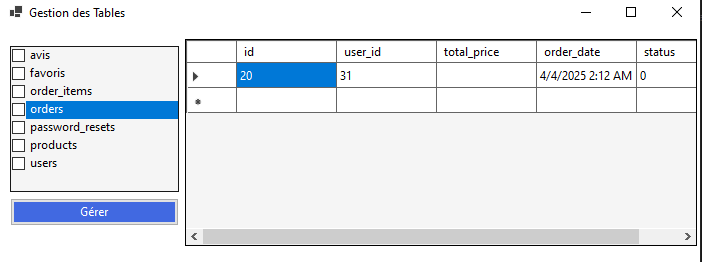 Gestion des Tables
avis
favoris
order_items
orders
password_resets
products
users
Gérer
id user_id total_price order_date status
20 31 4/4/2025 2:12 AM 0